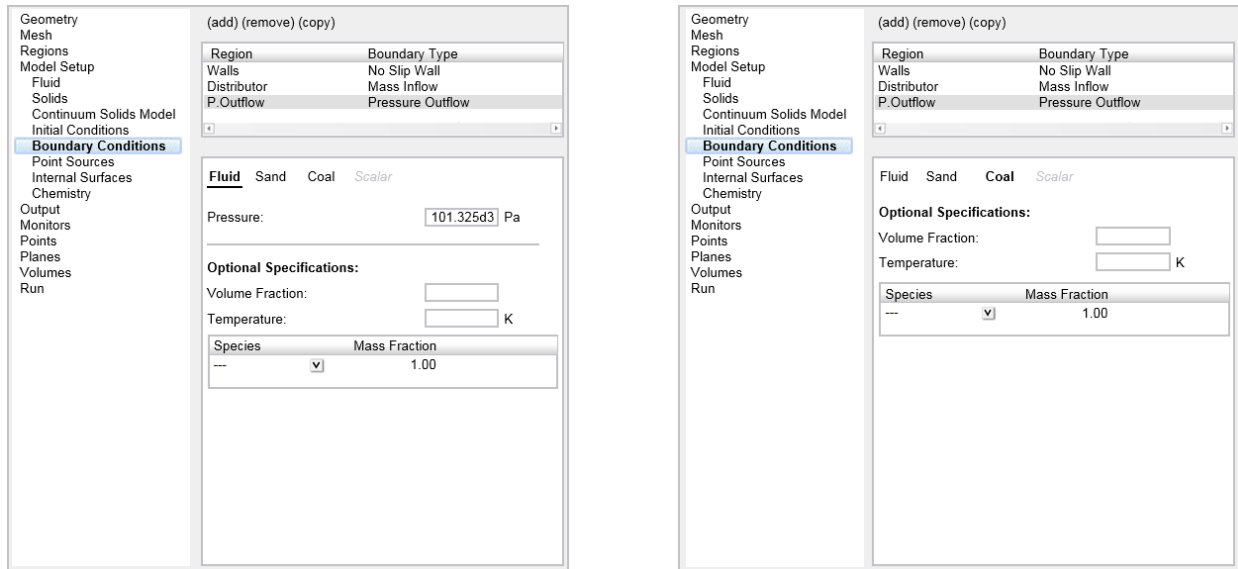 Geometry
Mesh
Regions
Model Setup
Fluid
Solids
Continuum Solids Model
Initial Conditions
Boundary Conditions
Point Sources
Internal Surfaces
Chemistry
Output
Monitors
Points
Planes
Volumes
Run
(add) (remove) (copy)
Region Boundary Type
Walls No Slip Wall
Distributor Mass Inflow
P.Outflow Pressure Outflow
Fluid Sand Coal Scalar
Pressure: 101.325d3 Pa
Optional Specifications:
Volume Fraction:
Temperature: K
Species Mass Fraction
--- 1.00
Geometry
Mesh
Regions
Model Setup
Fluid
Solids
Continuum Solids Model
Initial Conditions
Boundary Conditions
Point Sources
Internal Surfaces
Chemistry
Output
Monitors
Points
Planes
Volumes
Run
(add) (remove) (copy)
Region Boundary Type
Walls No Slip Wall
Distributor Mass Inflow
P.Outflow Pressure Outflow
Fluid Sand Coal Scalar
Optional Specifications:
Volume Fraction:
Temperature: K
Species Mass Fraction
--- 1.00